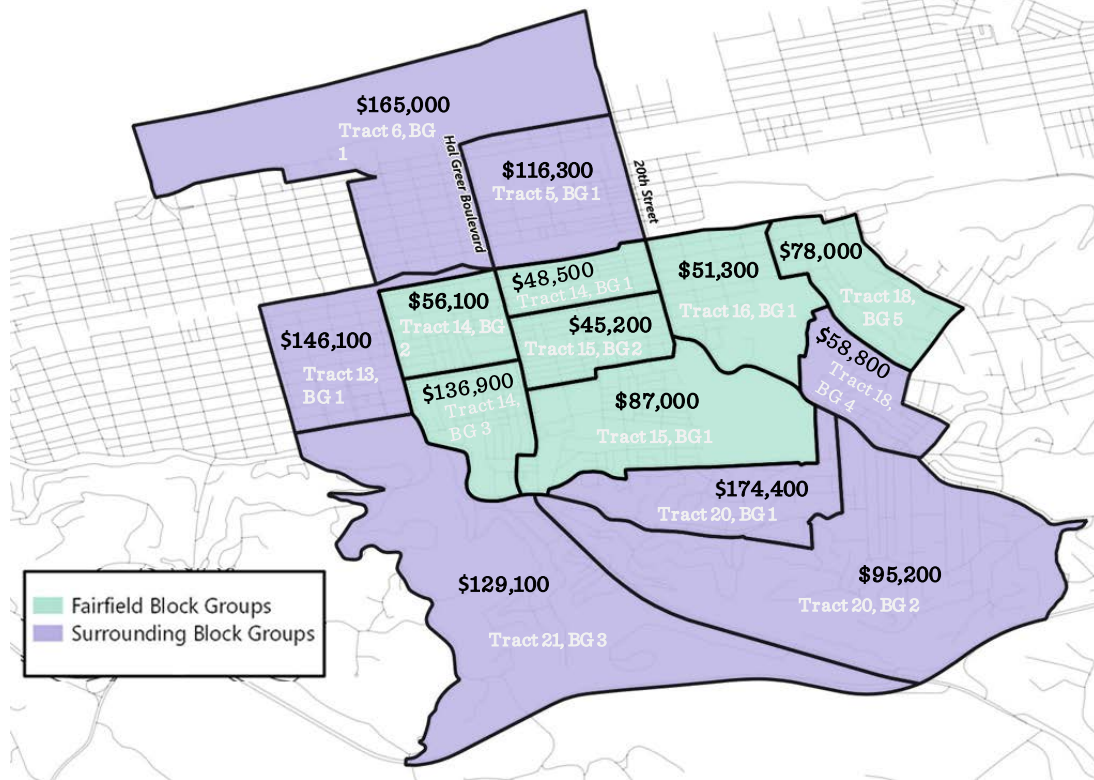 $165,000
Tract 6, BG
1
Hal Greer Boulevard
$116,300
Tract 5, BG 1
20th Street
$78,000
Tract 18,
BG 5
$51,300
Tract 16, BG 1
$48,500
Tract 14, BG 1
$56,100
Tract 14, BG
2
$45,200
Tract 15, BG 2
$146,100
Tract 13,
BG 1
$58,800
Tract 18,
BG 4
$136,900
Tract 14,
BG 3
$87,000
Tract 15, BG 1
$174,400
Tract 20, BG 1
$129,100
Tract 21, BG 3
$95,200
Tract 20, BG 2
Fairfield Block Groups
Surrounding Block Groups